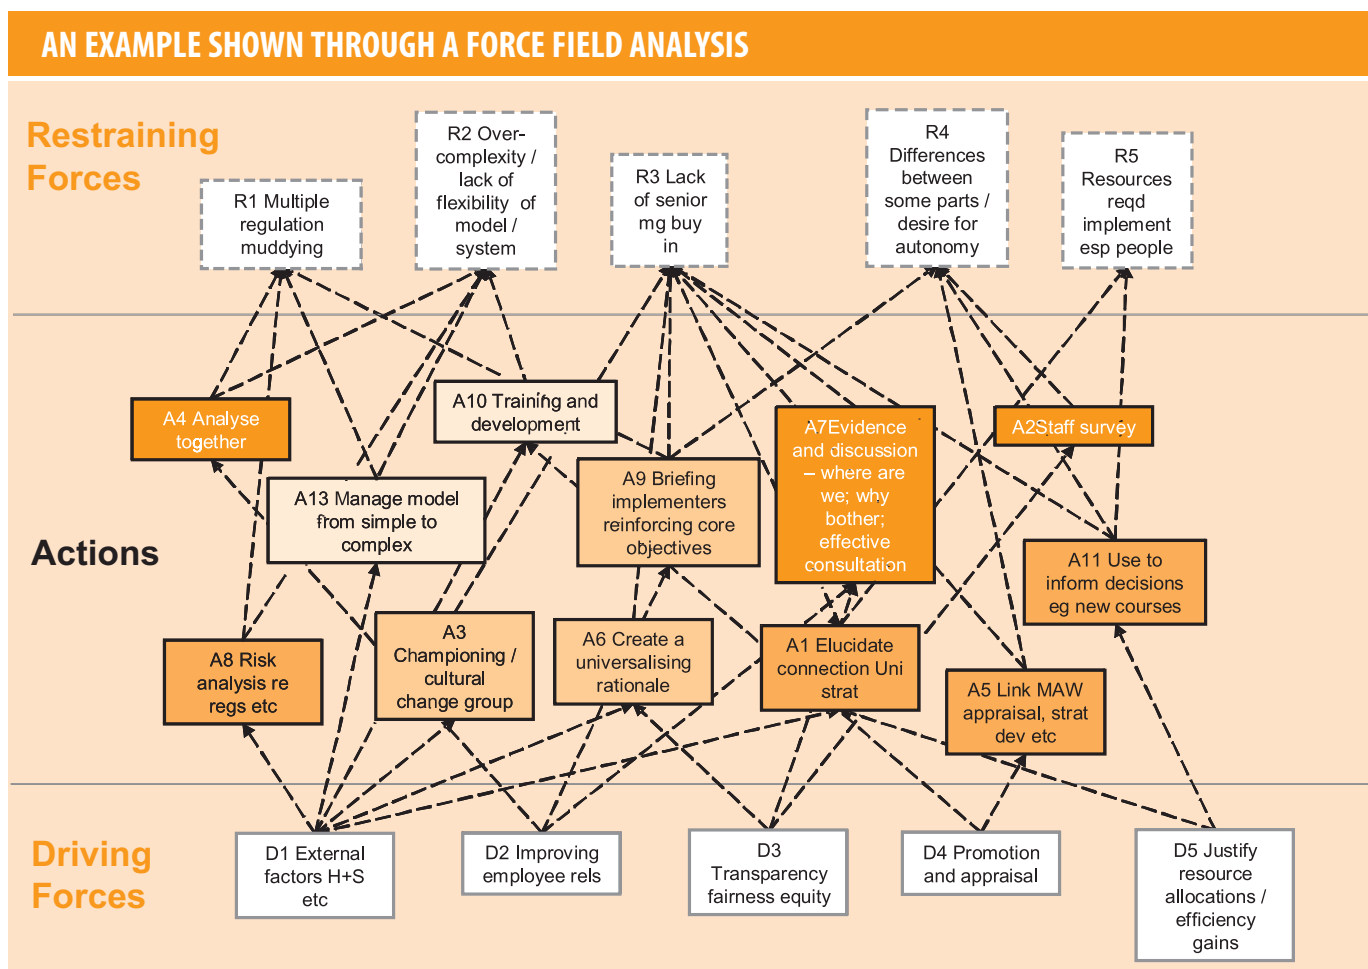 AN EXAMPLE SHOWN THROUGH A FORCE FIELD ANALYSIS
Restraining
Forces
R1 Multiple
regulation
muddying
R2 Over-
complexity /
lack of
flexibility of
model /
system
R3 Lack
of senior
mg buy
in
R4
Differences
between
some parts /
desire for
autonomy
R5
Resources
reqd
implement
esp people
Actions
A4 Analyse
together
A10 Training and
development
A7Evidence
and discussion
– where are
we; why
bother;
effective
consultation
A2Staff survey
A13 Manage model
from simple to
complex
A9 Briefing
implementers
reinforcing core
objectives
A11 Use to
inform decisions
eg new courses
A8 Risk
analysis re
regs etc
A3
Championing /
cultural
change group
A6 Create a
universalising
rationale
A1 Elucidate
connection Uni
strat
A5 Link MAW
appraisal, strat
dev etc
Driving
Forces
D1 External
factors H+S
etc
D2 Improving
employee rels
D3
Transparency
fairness equity
D4 Promotion
and appraisal
D5 Justify
resource
allocations /
efficiency
gains